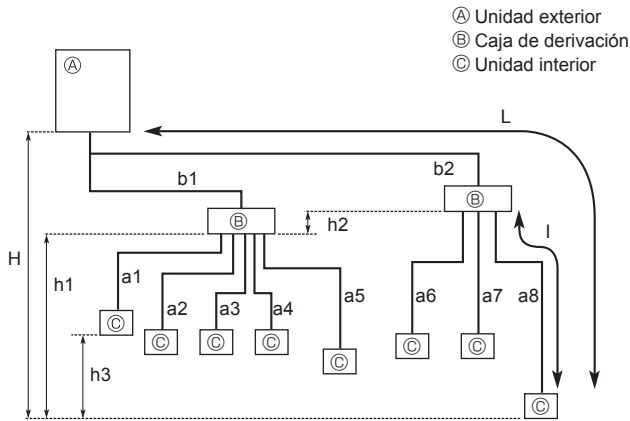 Ⓐ Unidad exterior
Ⓑ Caja de derivación
Ⓒ Unidad interior
Ⓐ
L
b2
b1
Ⓑ
Ⓑ
h2
H
h1
l
a1
a2
a3
a4
a5
a6
a7
a8
Ⓒ
Ⓒ
Ⓒ
Ⓒ
Ⓒ
Ⓒ
Ⓒ
h3
Ⓒ